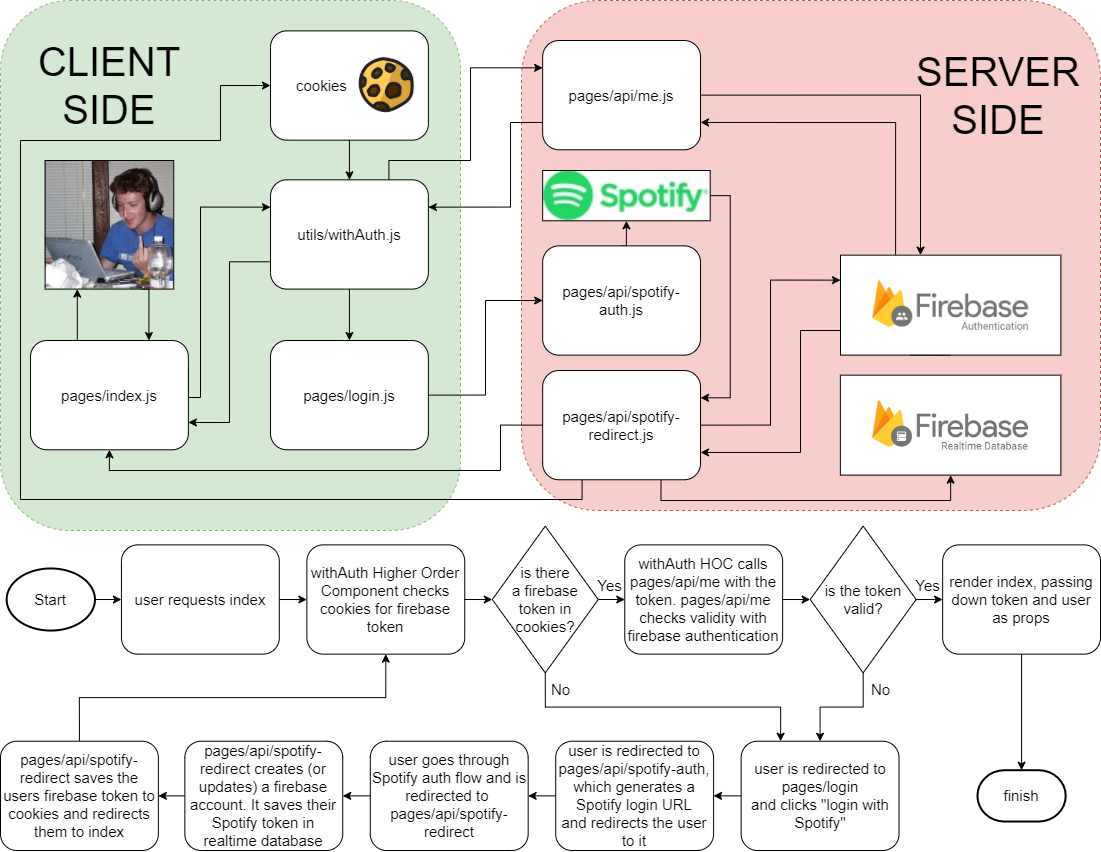 CLIENT
SIDE
cookies
utils/withAuth.js
pages/index.js
pages/login.js
SERVER
SIDE
pages/api/me.js
Spotify®
pages/api/spotify-
auth.js
pages/api/spotify-
redirect.js
Firebase
Authentication
Firebase
Realtime Database
Start
user requests index
withAuth Higher Order
Component checks
cookies for firebase
token
is there
a firebase
token in
cookies?
Yes
No
withAuth HOC calls
pages/api/me with the
token. pages/api/me
checks validity with
firebase authentication
is the token
valid?
Yes
No
render index, passing
down token and user
as props
finish
user is redirected to
pages/login
and clicks "login with
Spotify"
user is redirected to
pages/api/spotify-auth,
which generates a
Spotify login URL
and redirects the user
to it
user goes through
Spotify auth flow and is
redirected to
pages/api/spotify-
redirect
pages/api/spotify-
redirect creates (or
updates) a firebase
account. It saves their
Spotify token in
realtime database
pages/api/spotify-
redirect saves the
users firebase token to
cookies and redirects
them to index